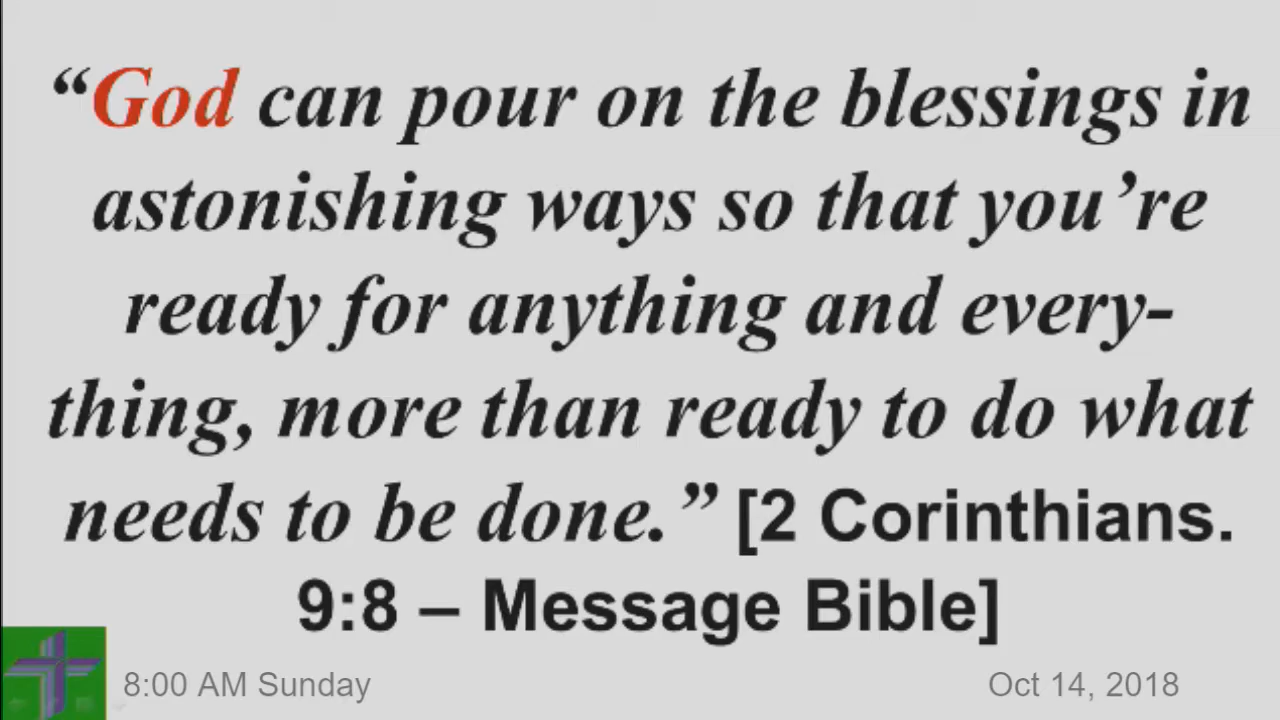 “God can pour on the blessings in
astonishing ways so that you’re
ready for anything and every-
thing, more than ready to do what
needs to be done.” [2 Corinthians.
9:8 – Message Bible]
8:00 AM Sunday
Oct 14, 2018